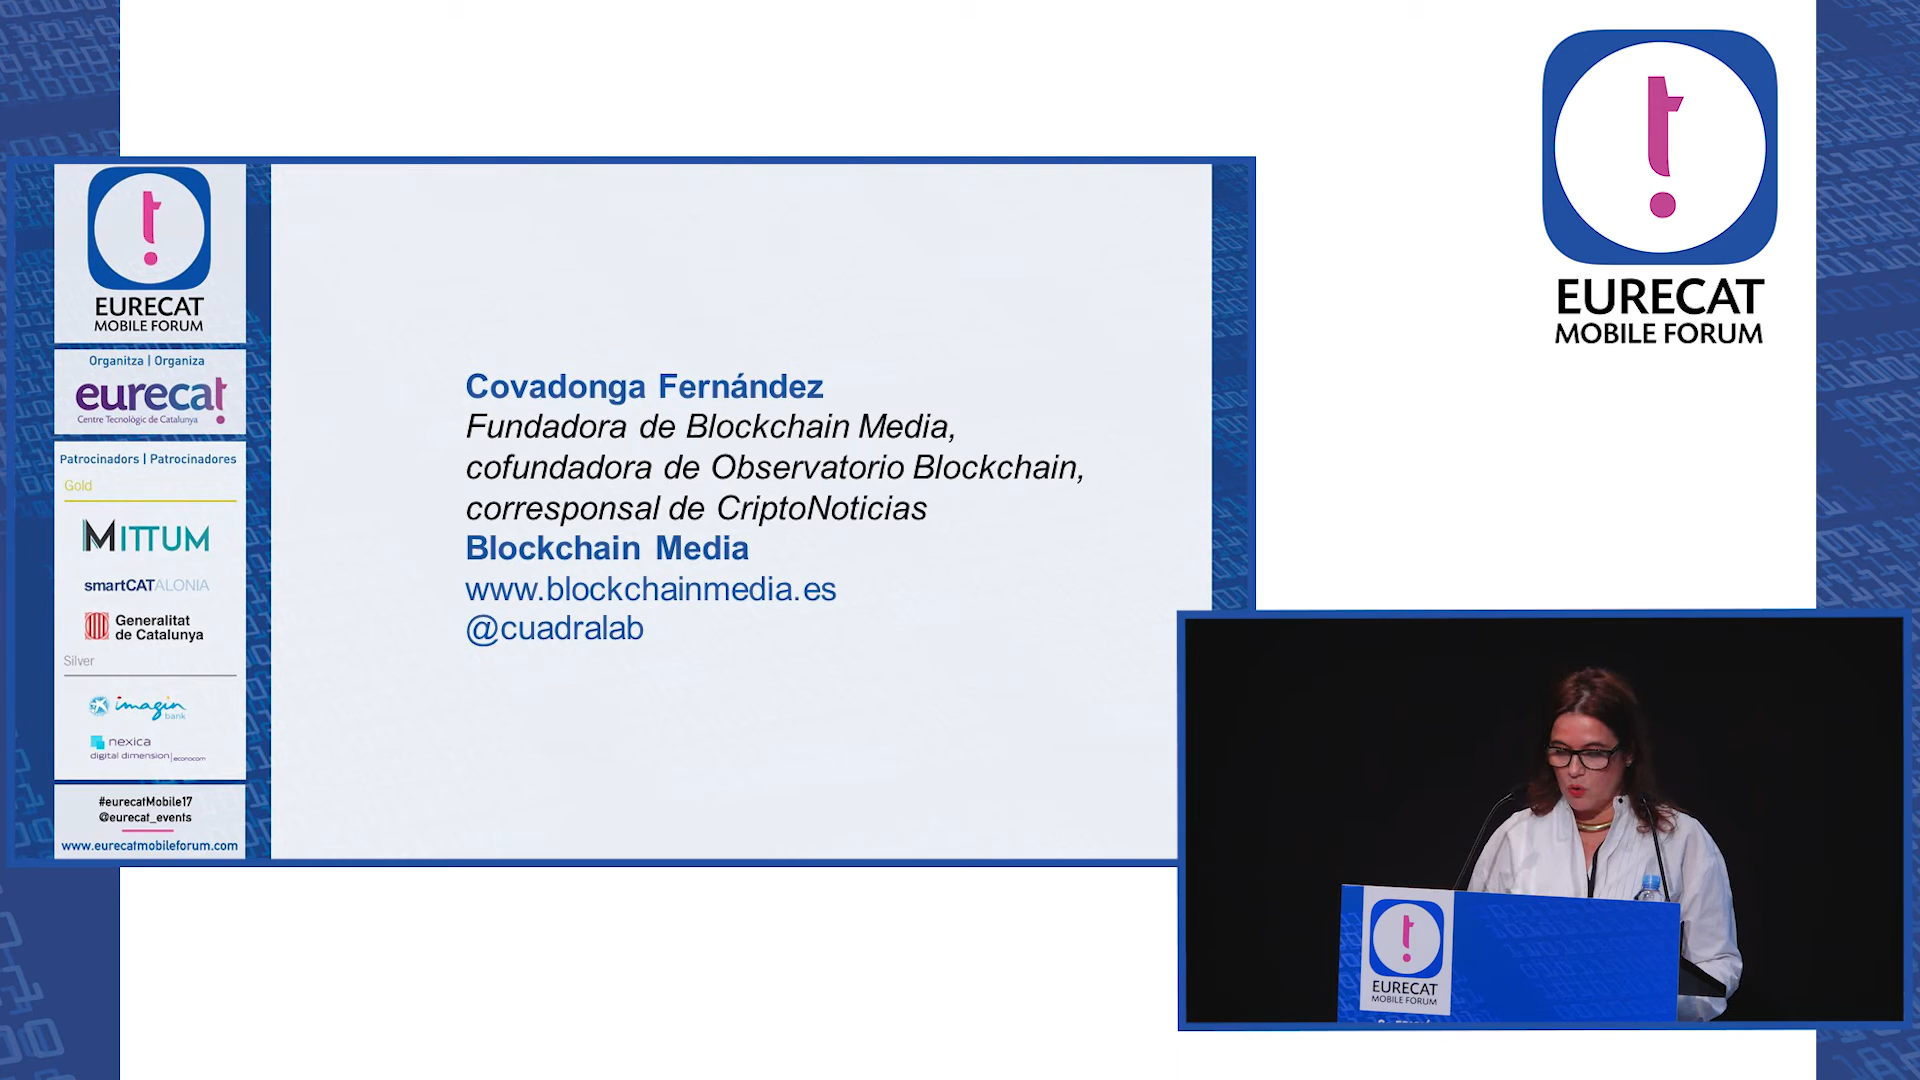 EURECAT
MOBILE FORUM
Organitza | Organiza
eurecat
Centre Tecnològic de Catalunya
Patrocinadors | Patrocinadores
Gold
MITTUM
smartCATALONIA
Generalitat
de Catalunya
Silver
imagin
bank
nexica
digital dimension | econocom
#eurecatMobile17
@eurecat_events
www.eurecatmobileforum.com
Covadonga Fernández
Fundadora de Blockchain Media,
cofundadora de Observatorio Blockchain,
corresponsal de CriptoNoticias
Blockchain Media
www.blockchainmedia.es
@cuadralab
EURECAT
MOBILE FORUM
EURECAT
MOBILE FORUM